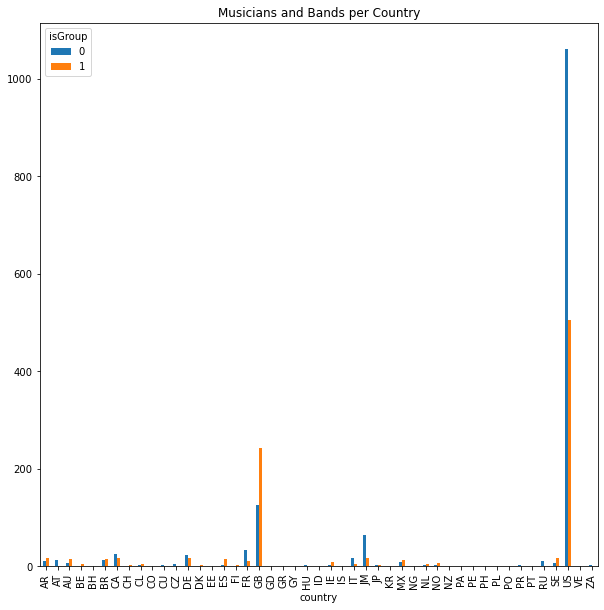 Musicians and Bands per Country
isGroup
0
1
1000
800
600
400
200
0
AR AT AU BE BH BR CA CH CL CO CU CZ DE DK EE ES FI FR GB GD GR GY HU ID IE IS IT JM JP KR MX NG NL NO NZ PA PE PH PL PO PR PT RU SE US VE ZA
country